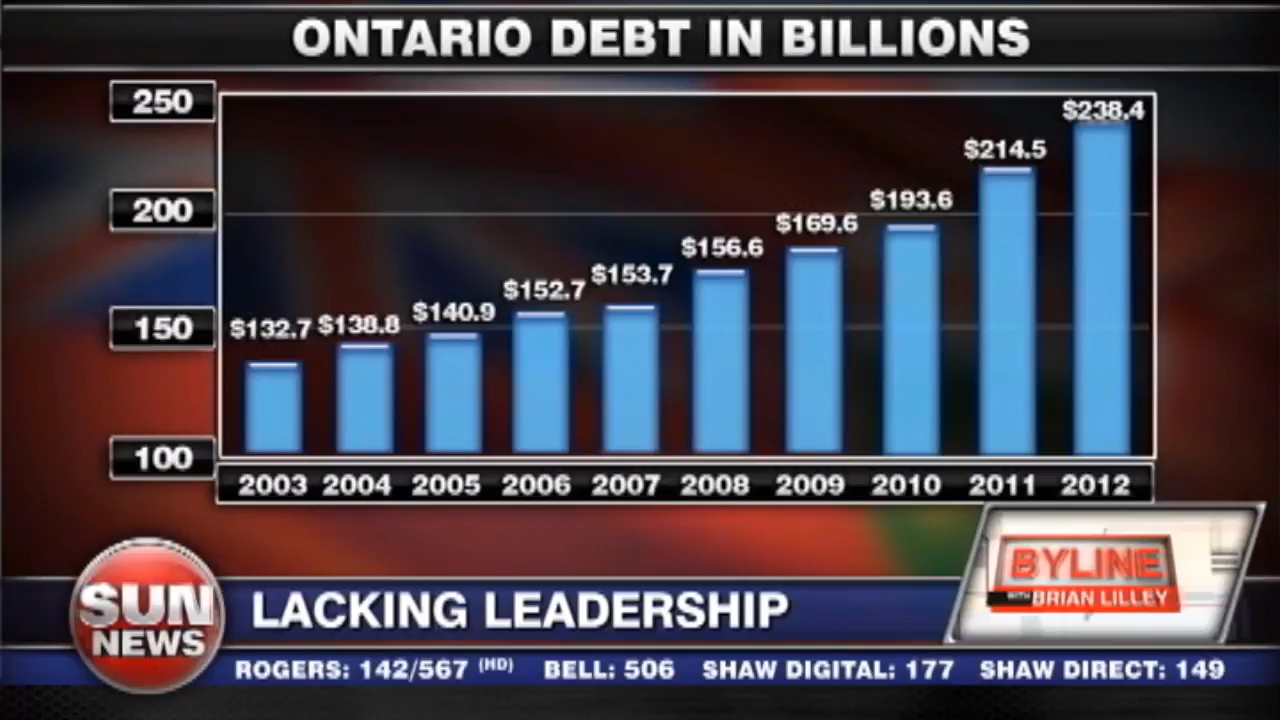 ONTARIO DEBT IN BILLIONS
250
200
150
100
$132.7
$138.8
$140.9
$152.7
$153.7
$156.6
$169.6
$193.6
$214.5
$238.4
2003 2004 2005 2006 2007 2008 2009 2010 2011 2012
BYLINE
WITH BRIAN LILLEY
SUN
NEWS
LACKING LEADERSHIP
ROGERS: 142/567 (HD) BELL: 506 SHAW DIGITAL: 177 SHAW DIRECT: 149